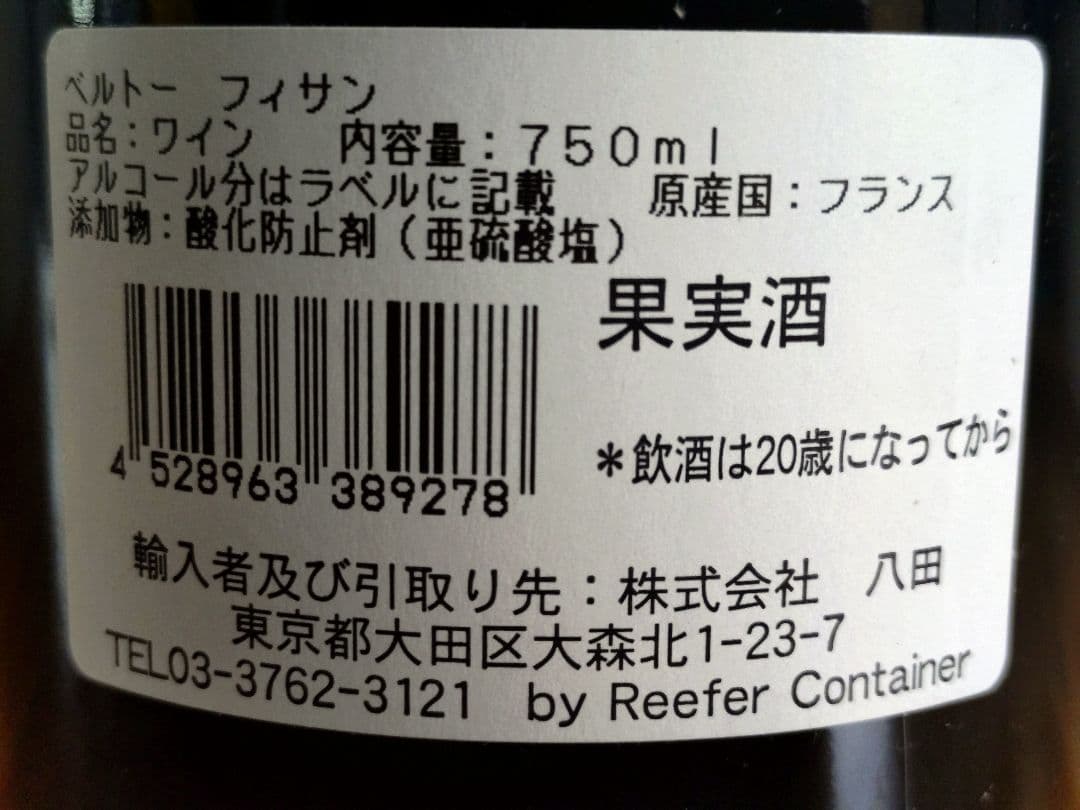 ベルトー　フィサン
品名：ワイン　　内容量：７５０ｍｌ
アルコール分はラベルに記載　　原産国：フランス
添加物：酸化防止剤（亜硫酸塩）
果実酒
4 528963 389278
＊飲酒は20歳になってから
輸入者及び引取り先：株式会社　八田
東京都大田区大森北1-23-7
TEL03-3762-3121　by Reefer Container